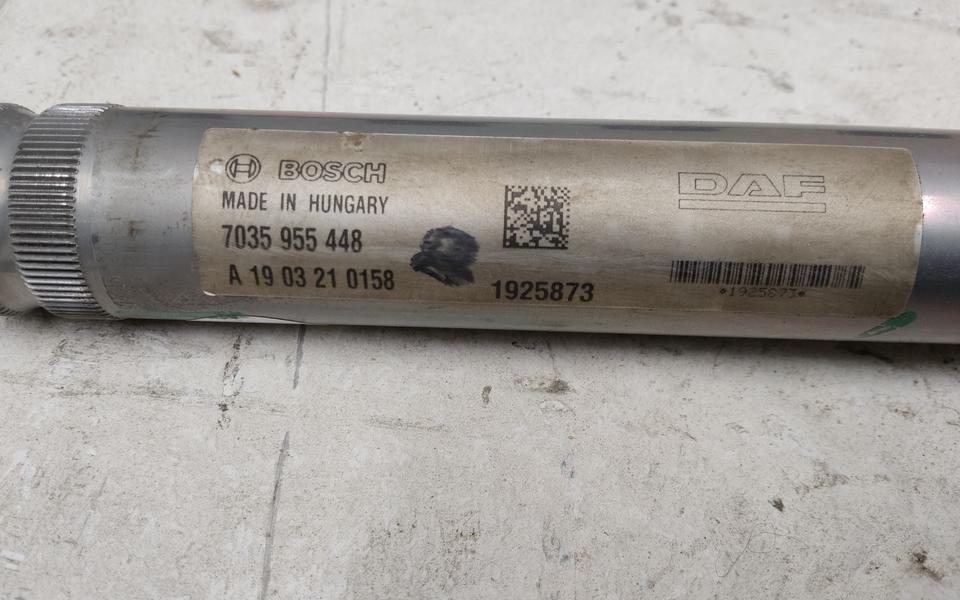 BOSCH
MADE IN HUNGARY
7035 955 448
A 19 03 21 0158
1925873
DAF
*1925873*